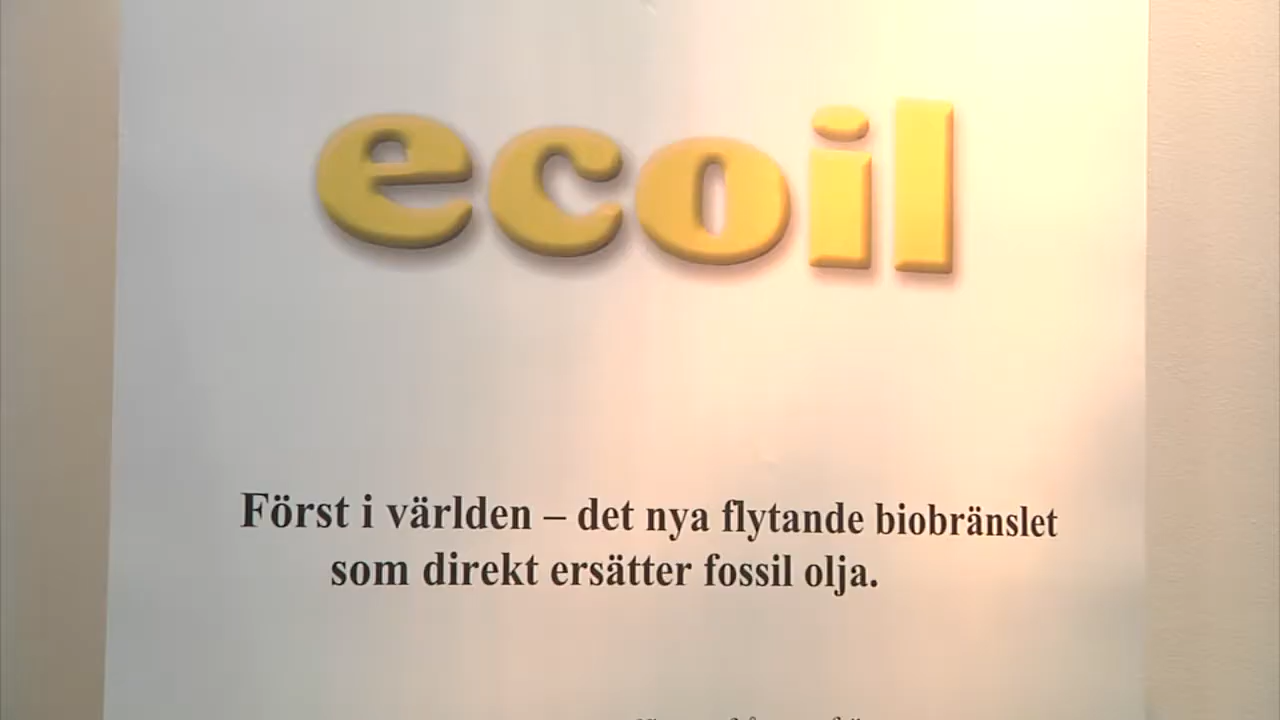 ecoil
Först i världen – det nya flytande biobränslet
som direkt ersätter fossil olja.